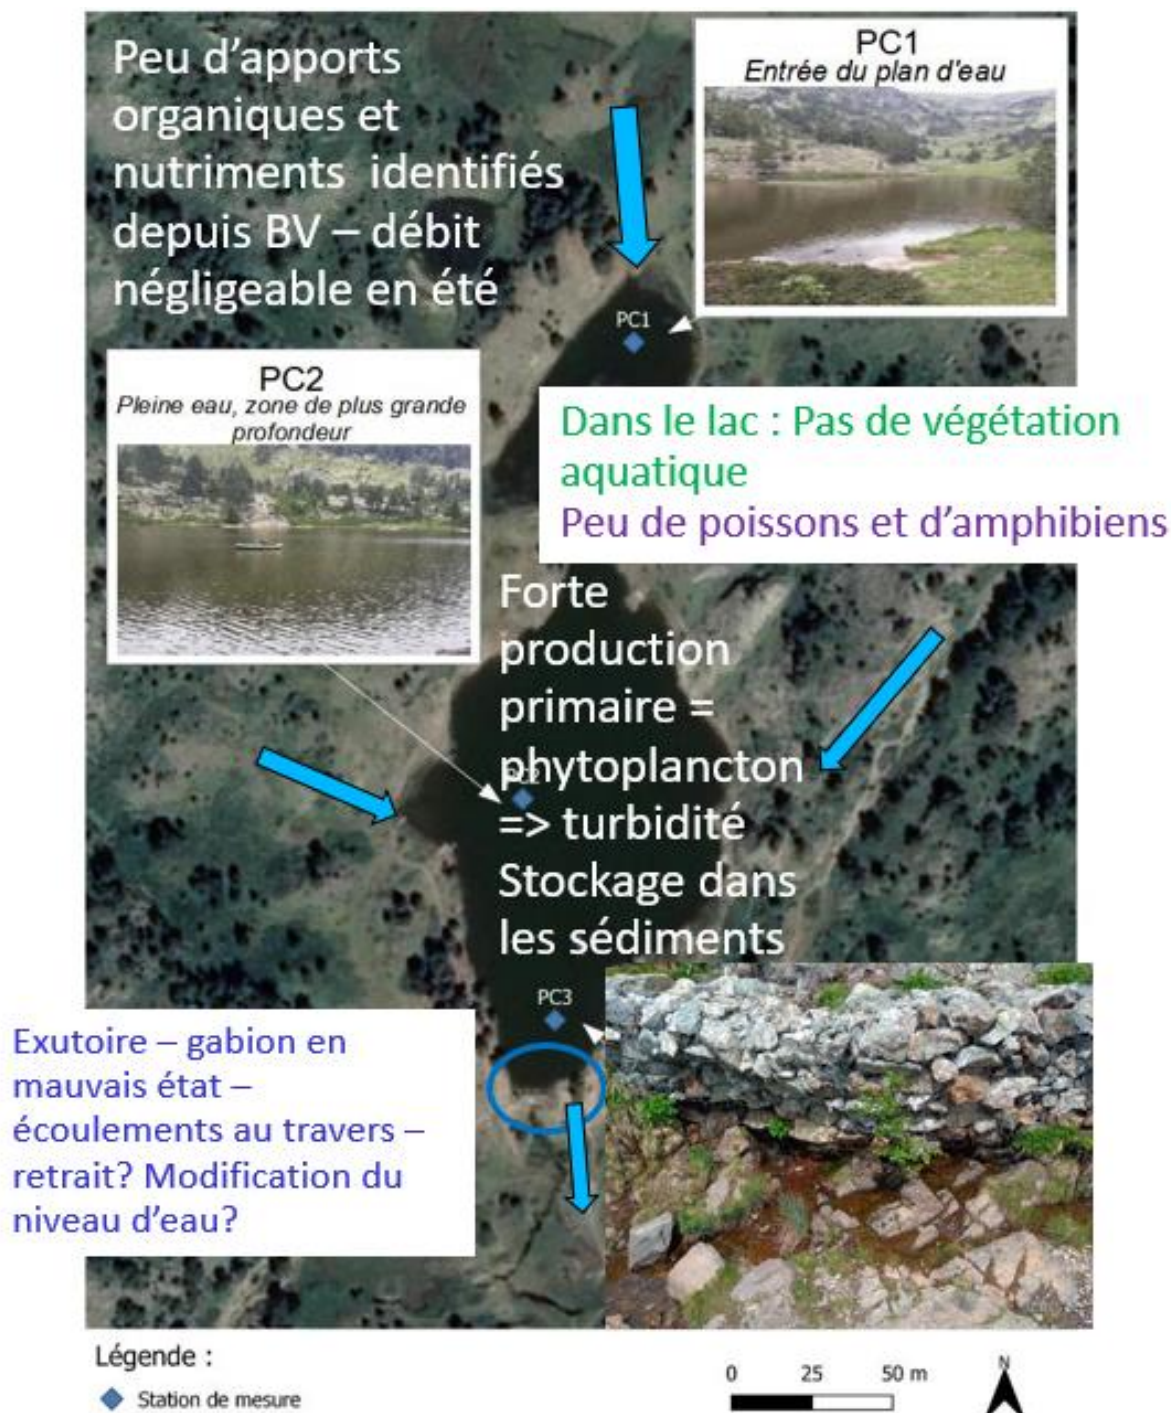 Peu d'apports
organiques et
nutriments identifiés
depuis BV – débit
négligeable en été
PC1
Entrée du plan d'eau
PC1
PC2
Pleine eau, zone de plus grande
profondeur
Dans le lac : Pas de végétation
aquatique
Peu de poissons et d'amphibiens
Forte
production
primaire =
phytoplancton
PC2
=> turbidité
Stockage dans
les sédiments
PC3
Exutoire – gabion en
mauvais état –
écoulements au travers –
retrait? Modification du
niveau d'eau?
Légende :
Station de mesure
0 25 50 m
N